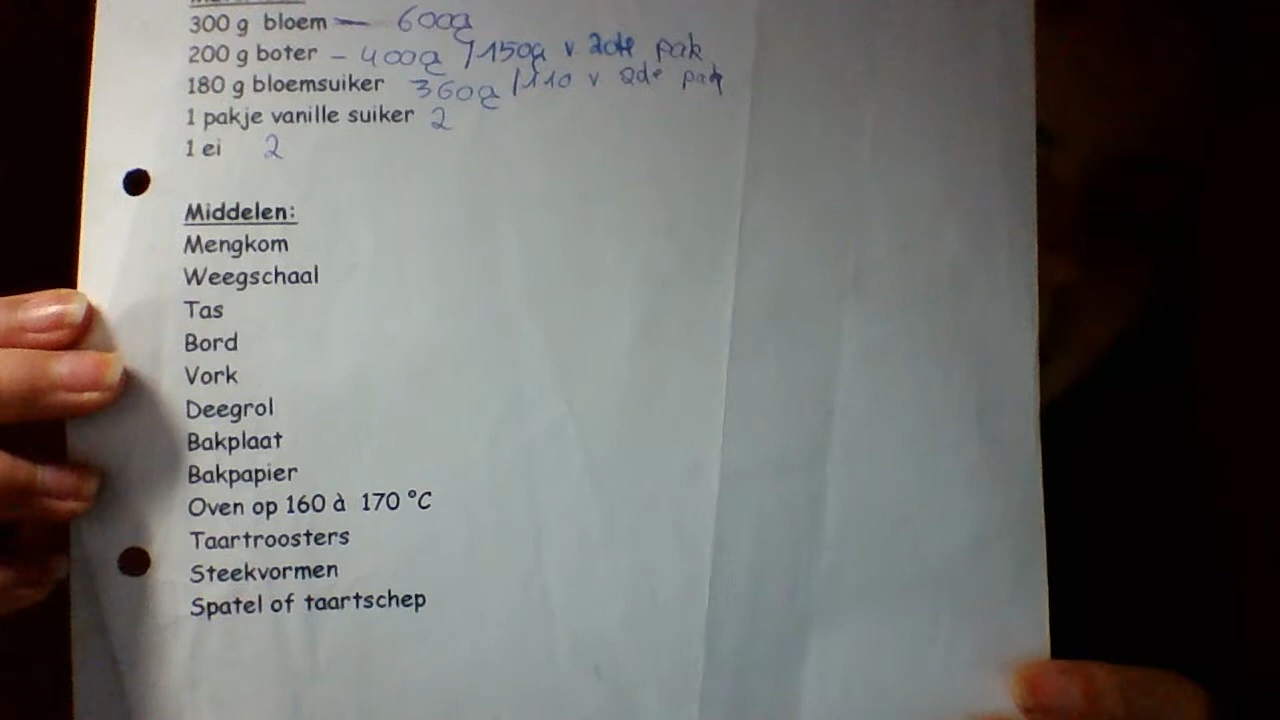 300 g bloem — 600g
200 g boter - 400g /150g v 2de pak
180 g bloemsuiker 360g /110 v 2de pak
1 pakje vanille suiker 2
1 ei 2
Middelen:
Mengkom
Weegschaal
Tas
Bord
Vork
Deegrol
Bakplaat
Bakpapier
Oven op 160 à 170 °C
Taartroosters
Steekvormen
Spatel of taartschep